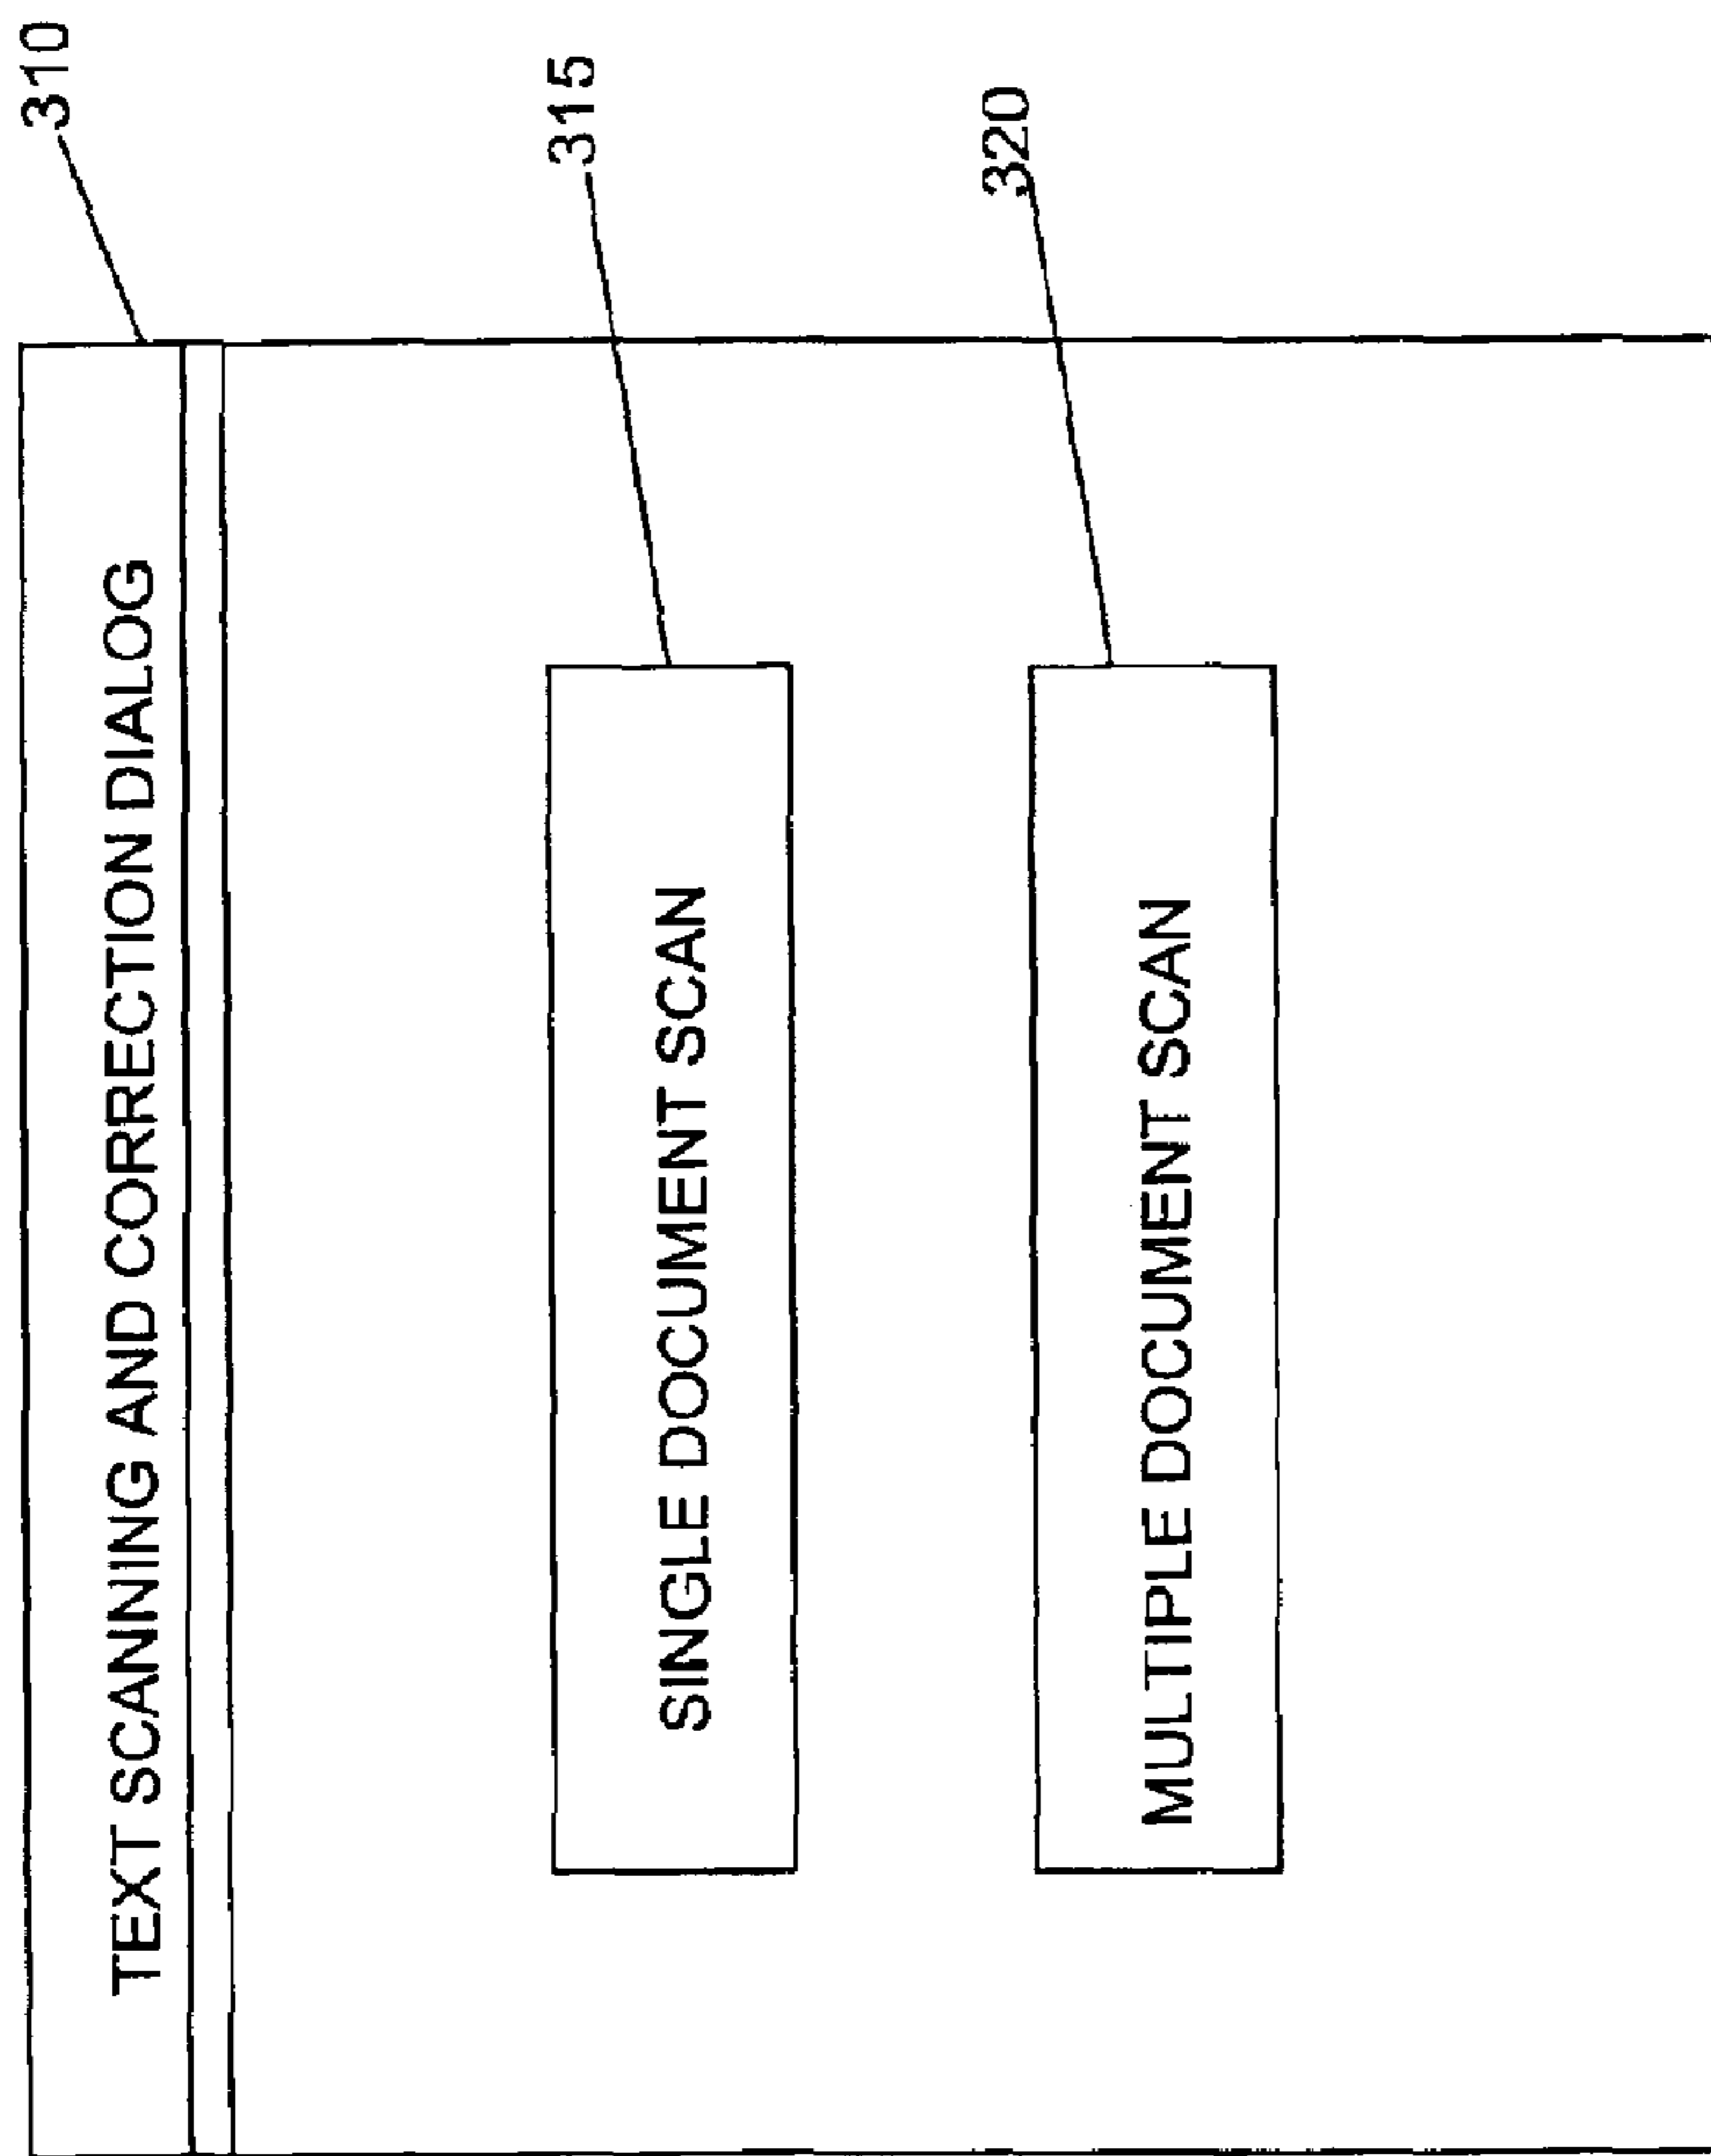 310
TEXT SCANNING AND CORRECTION DIALOG
315
SINGLE DOCUMENT SCAN
320
MULTIPLE DOCUMENT SCAN